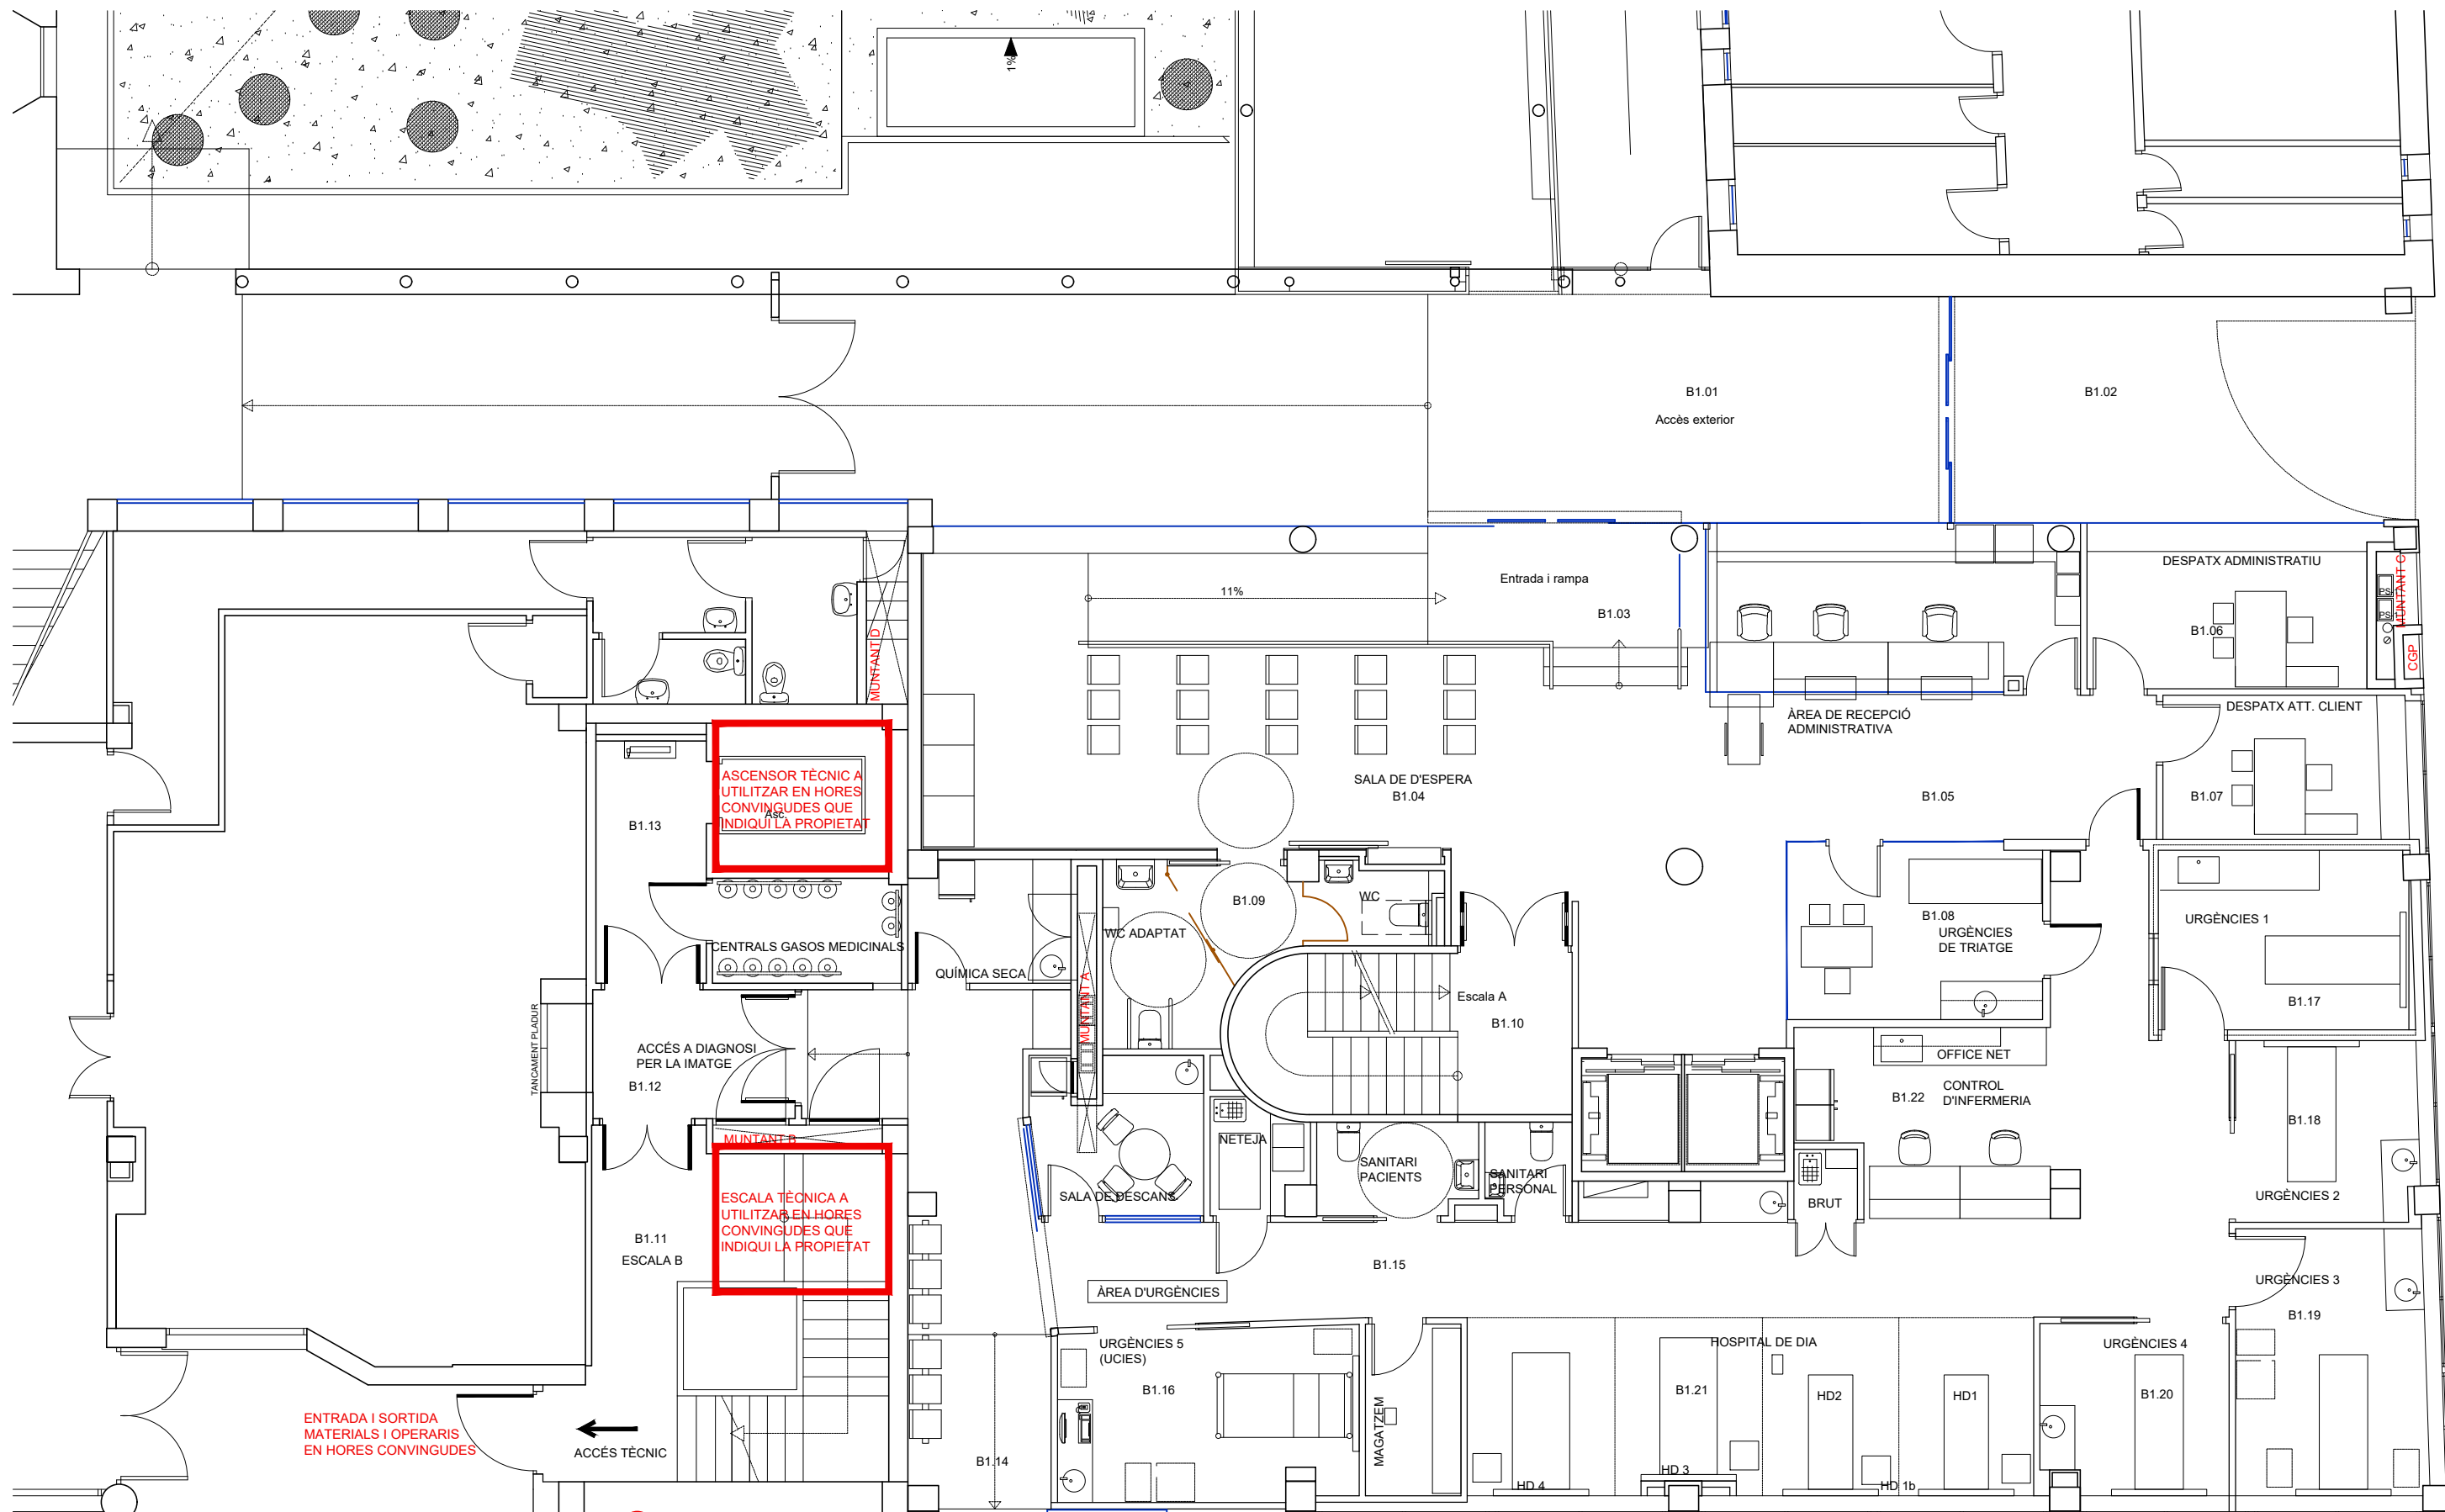 1%
B1.01
Accès exterior
B1.02
DESPATX ADMINISTRATIU
MUNTANT C
PS-
PS-
Entrada i rampa
11%
B1.03
B1.06
CGP
MUNTANT D
DESPATX ATT. CLIENT
ÀREA DE RECEPCIÓ
ADMINISTRATIVA
ASCENSOR TÈCNIC A
UTILITZAR EN HORES
CONVINGUDES QUE
INDIQUI LA PROPIETAT
Asc.
SALA DE D'ESPERA
B1.04
B1.05
B1.07
B1.13
B1.09
WC
B1.08
URGÈNCIES
DE TRIATGE
URGÈNCIES 1
WC ADAPTAT
CENTRALS GASOS MEDICINALS
QUÍMICA SECA
MUNTANT A
Escala A
B1.10
B1.17
TANCAMENT PLADUR
ACCÉS A DIAGNOSI
PER LA IMATGE
B1.12
OFFICE NET
CONTROL
D'INFERMERIA
B1.22
B1.18
MUNTANT B
NETEJA
SANITARI
PACIENTS
SANITARI
PERSONAL
SALA DE DESCANS
ESCALA TÈCNICA A
UTILITZAR EN HORES
CONVINGUDES QUE
INDIQUI LA PROPIETAT
BRUT
URGÈNCIES 2
B1.11
ESCALA B
B1.15
ÀREA D'URGÈNCIES
URGÈNCIES 3
B1.19
URGÈNCIES 5
(UCIES)
B1.16
HOSPITAL DE DIA
URGÈNCIES 4
B1.21
HD2
HD1
B1.20
MAGATZEM
ENTRADA I SORTIDA
MATERIALS I OPERARIS
EN HORES CONVINGUDES
ACCÉS TÈCNIC
B1.14
HD 4
HD 3
HD 1b